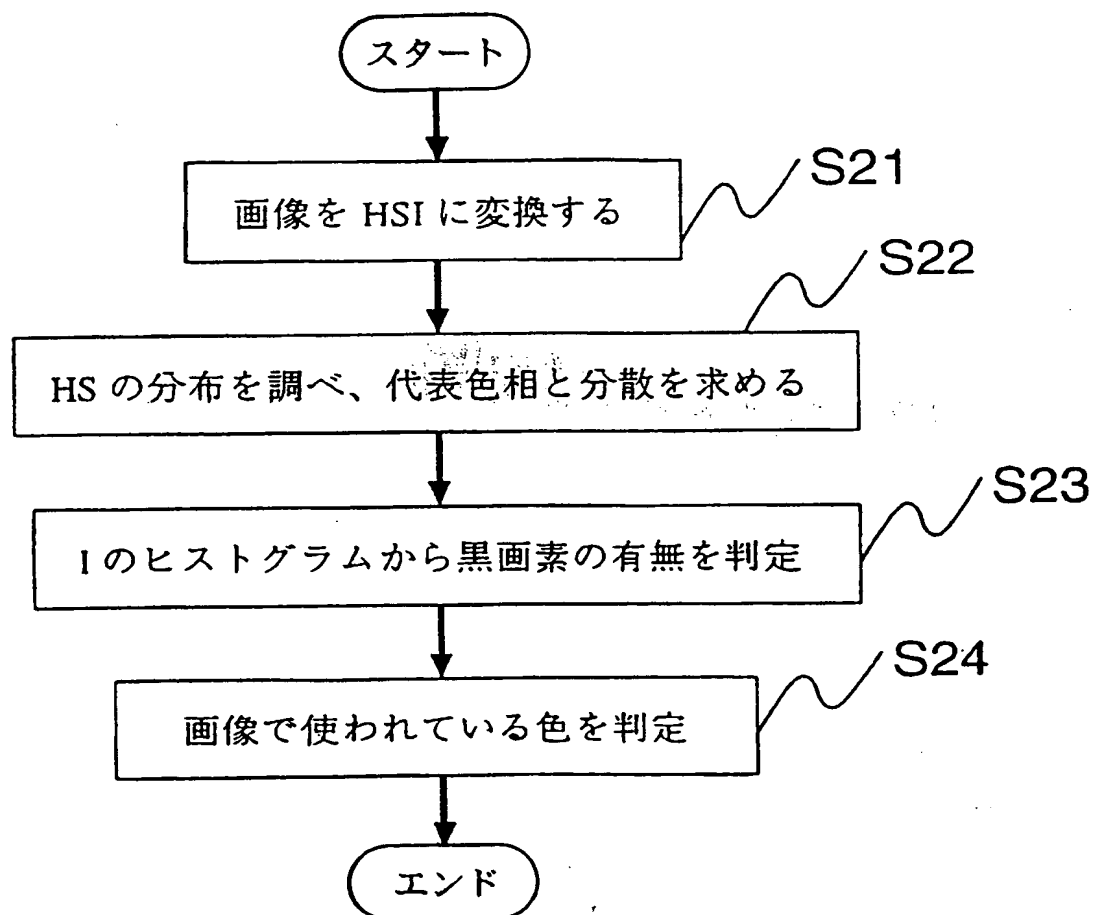 スタート
S21
画像を HSI に変換する
S22
HS の分布を調べ、代表色相と分散を求める
S23
I のヒストグラムから黒画素の有無を判定
S24
画像で使われている色を判定
エンド